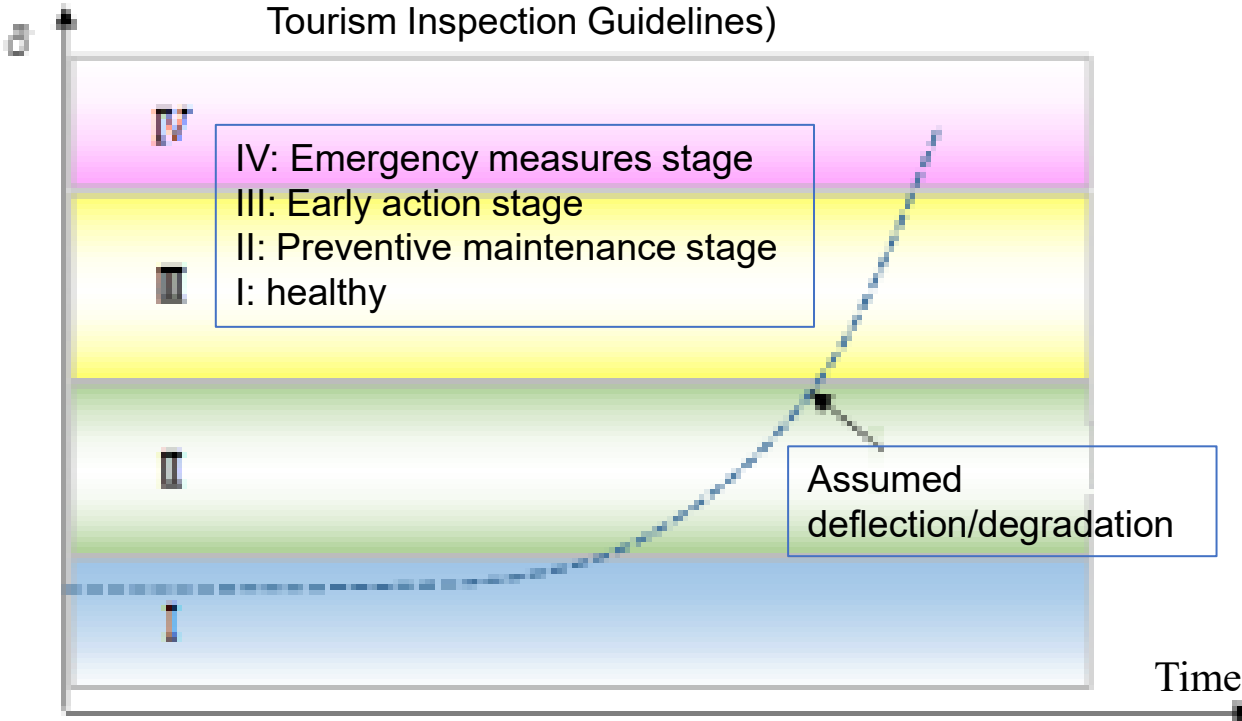 Tourism Inspection Guidelines)
δ
IV
IV: Emergency measures stage
III: Early action stage
II: Preventive maintenance stage
I: healthy
III
II
Assumed
deflection/degradation
I
Time